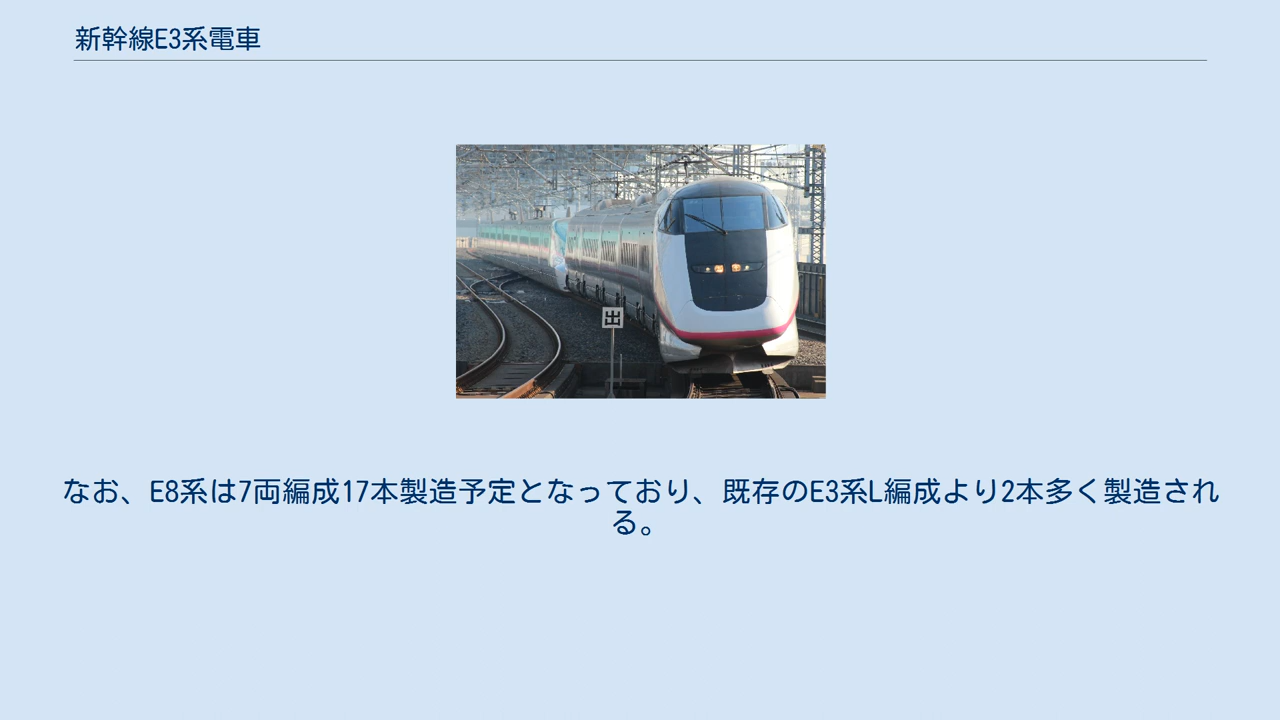 新幹線E3系電車
出
なお、E8系は7両編成17本製造予定となっており、既存のE3系L編成より2本多く製造され
る。